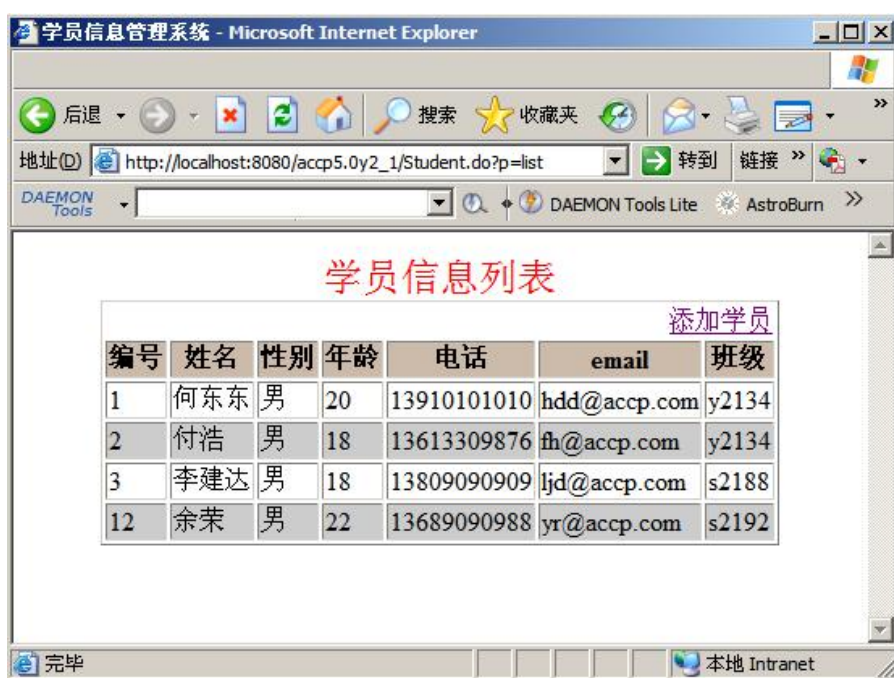 学员信息管理系统 - Microsoft Internet Explorer
后退 搜索 收藏夹 »
地址(D) http://localhost:8080/accp5.0y2_1/Student.do?p=list 转到 链接 »
DAEMON Tools DAEMON Tools Lite AstroBurn »
学员信息列表
添加学员
编号 姓名 性别 年龄 电话 email 班级
1 何东东 男 20 13910101010 hdd@accp.com y2134
2 付浩 男 18 13613309876 fh@accp.com y2134
3 李建达 男 18 13809090909 ljd@accp.com s2188
12 余荣 男 22 13689090988 yr@accp.com s2192
完毕 本地 Intranet